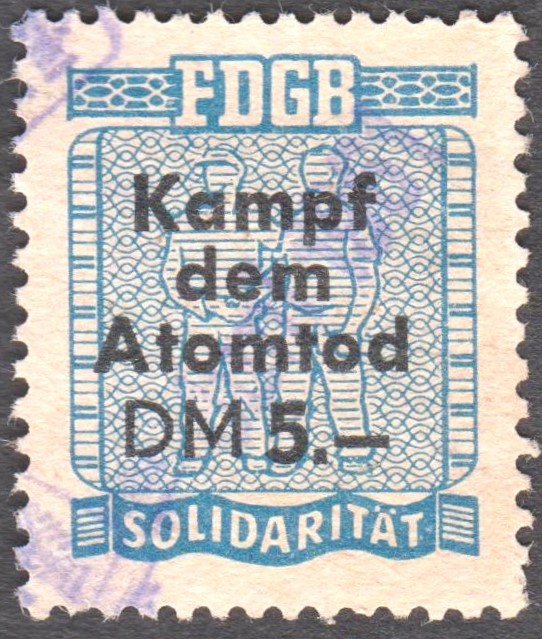 FDGB
Kampf
dem
Atomtod
DM 5.—
SOLIDARITÄT